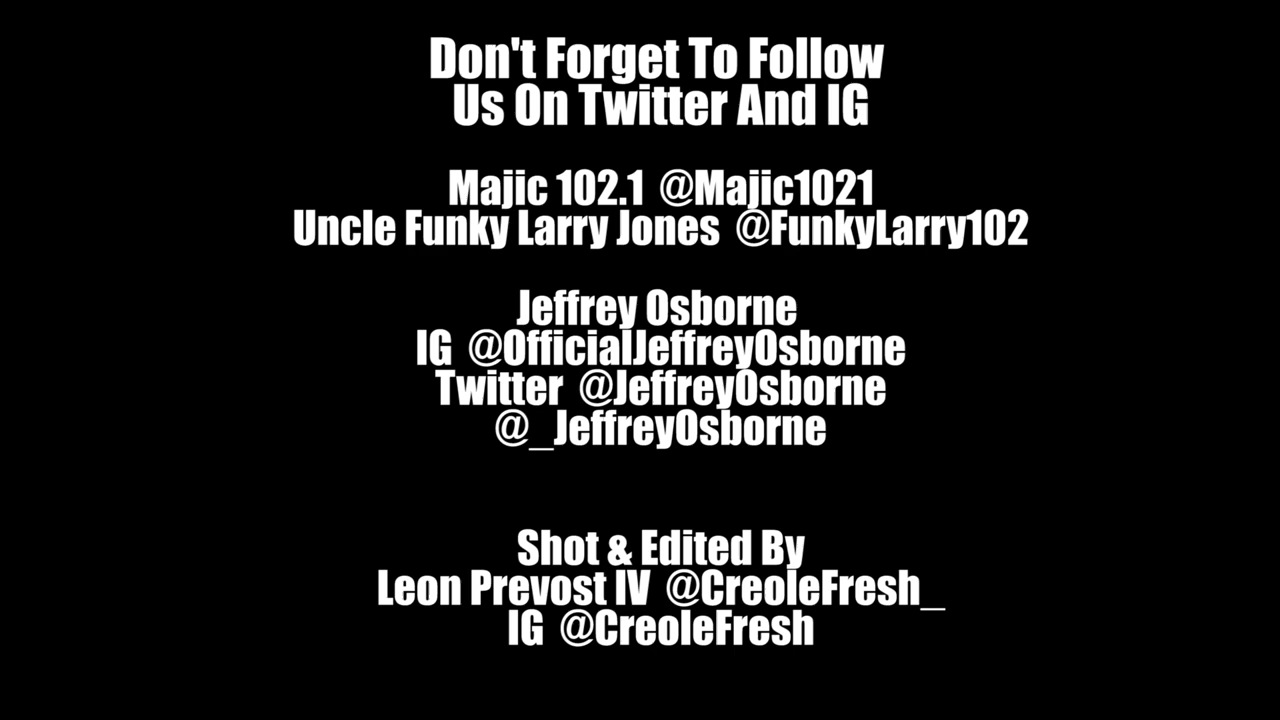 Don't Forget To Follow
Us On Twitter And IG
Majic 102.1 @Majic1021
Uncle Funky Larry Jones @FunkyLarry102
Jeffrey Osborne
IG @OfficialJeffreyOsborne
Twitter @JeffreyOsborne
@_JeffreyOsborne
Shot & Edited By
Leon Prevost IV @CreoleFresh_
IG @CreoleFresh